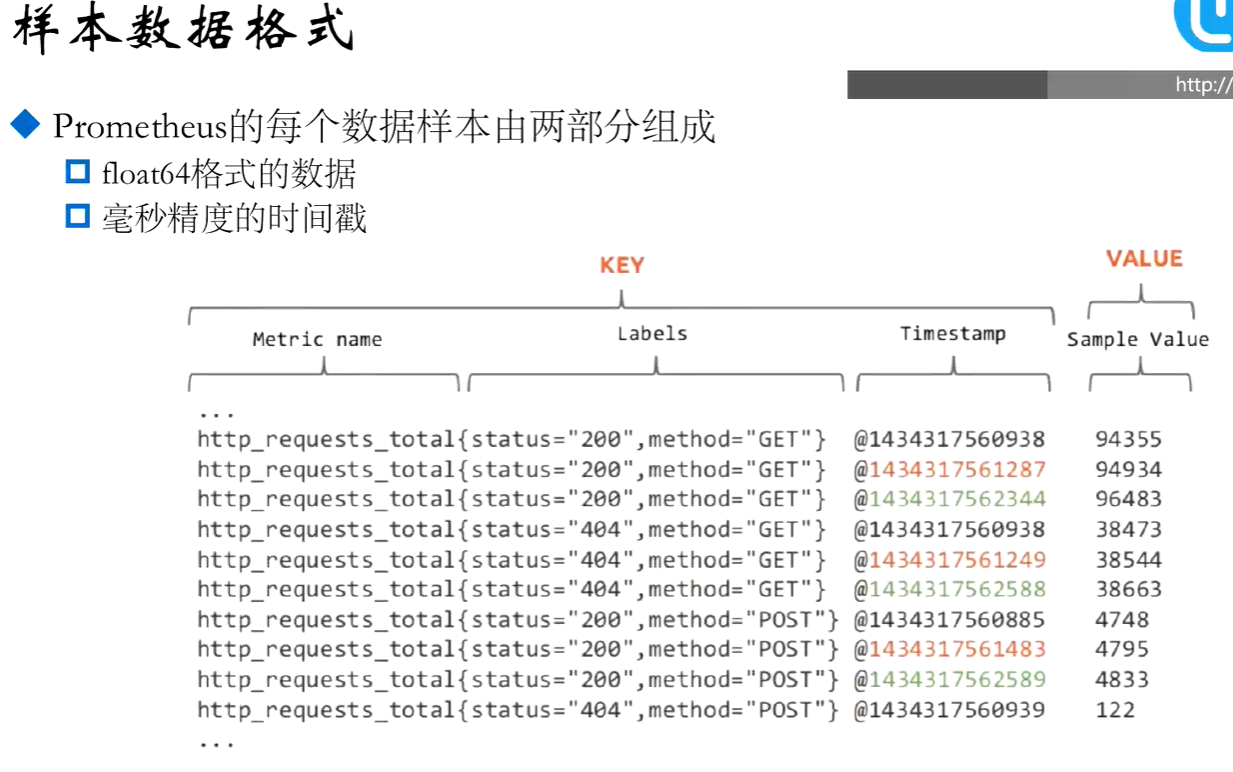 样本数据格式
http://
Prometheus的每个数据样本由两部分组成
float64格式的数据
毫秒精度的时间戳
KEY VALUE
Metric name Labels Timestamp Sample Value
...
http_requests_total{status="200",method="GET"} @1434317560938 94355
http_requests_total{status="200",method="GET"} @1434317561287 94934
http_requests_total{status="200",method="GET"} @1434317562344 96483
http_requests_total{status="404",method="GET"} @1434317560938 38473
http_requests_total{status="404",method="GET"} @1434317561249 38544
http_requests_total{status="404",method="GET"} @1434317562588 38663
http_requests_total{status="200",method="POST"} @1434317560885 4748
http_requests_total{status="200",method="POST"} @1434317561483 4795
http_requests_total{status="200",method="POST"} @1434317562589 4833
http_requests_total{status="404",method="POST"} @1434317560939 122
...